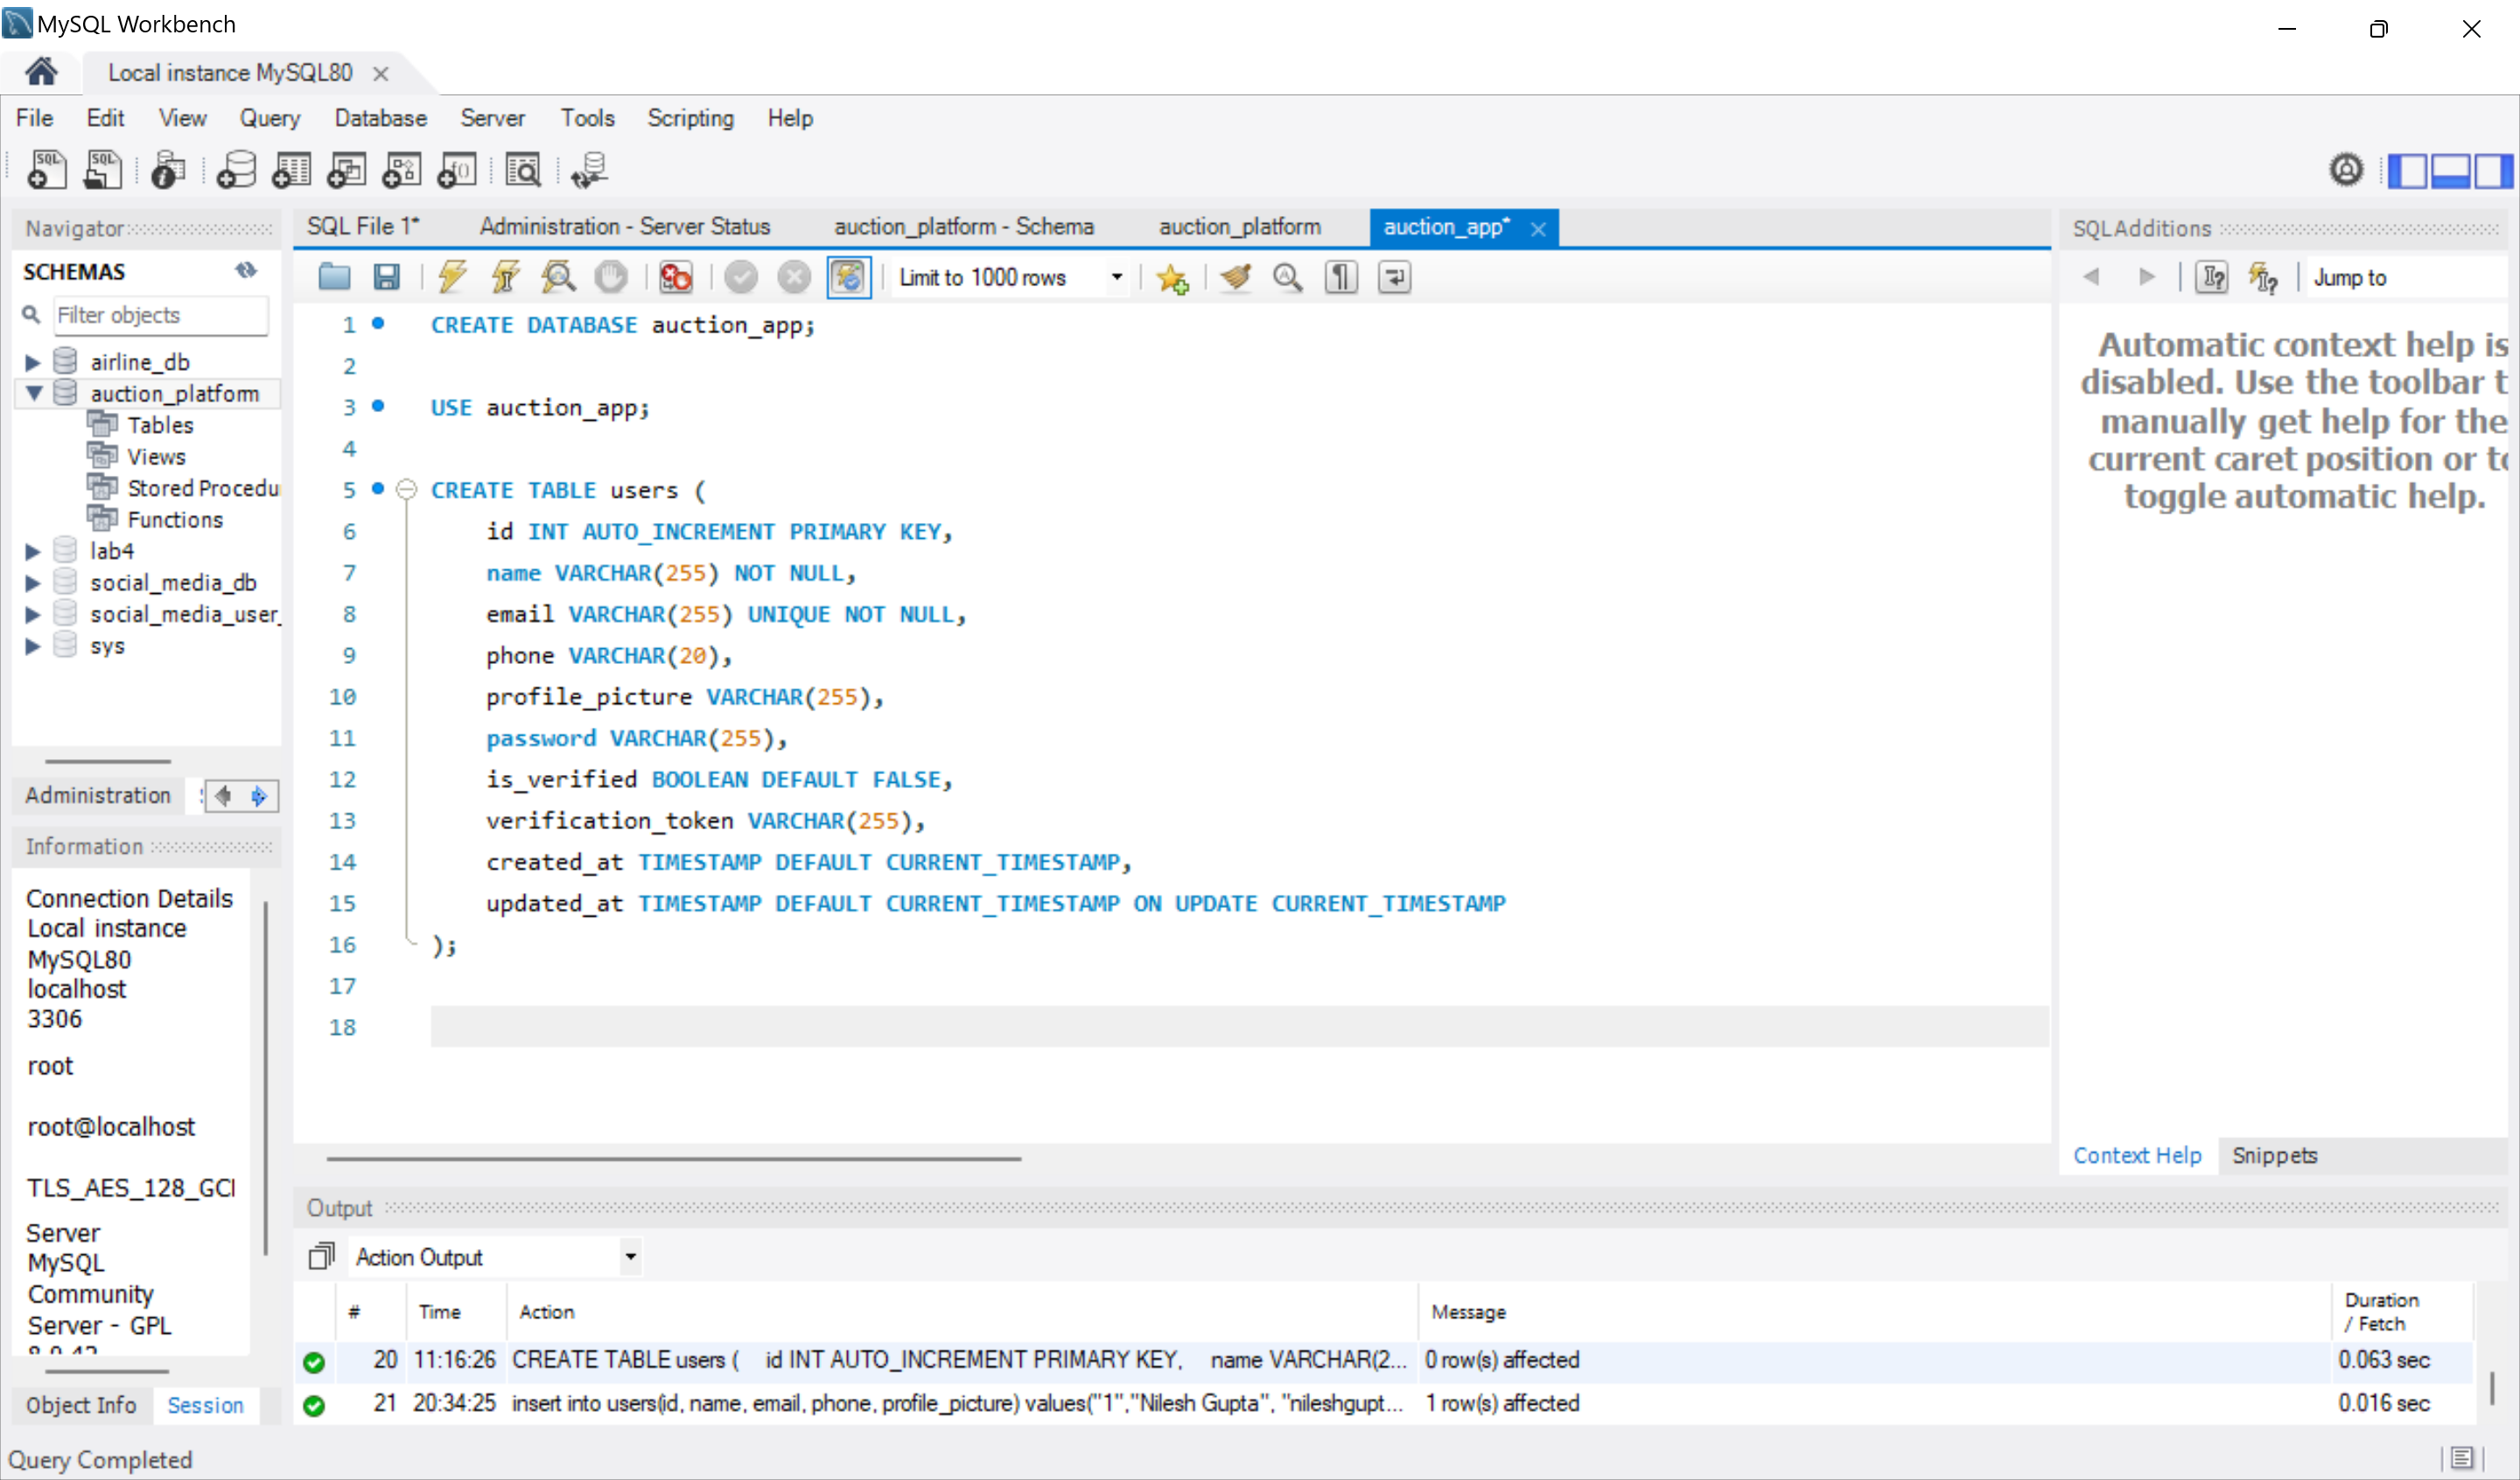 MySQL Workbench
Local instance MySQL80
File Edit View Query Database Server Tools Scripting Help
Navigator
SCHEMAS
Filter objects
airline_db
auction_platform
Tables
Views
Stored Procedu
Functions
lab4
social_media_db
social_media_user_
sys
Administration
Information
Connection Details
Local instance
MySQL80
localhost
3306
root
root@localhost
TLS_AES_128_GCI
Server
MySQL
Community
Server - GPL
Object Info Session
SQL File 1* Administration - Server Status auction_platform - Schema auction_platform auction_app*
Limit to 1000 rows
1 CREATE DATABASE auction_app;
2
3 USE auction_app;
4
5 CREATE TABLE users (
6 id INT AUTO_INCREMENT PRIMARY KEY,
7 name VARCHAR(255) NOT NULL,
8 email VARCHAR(255) UNIQUE NOT NULL,
9 phone VARCHAR(20),
10 profile_picture VARCHAR(255),
11 password VARCHAR(255),
12 is_verified BOOLEAN DEFAULT FALSE,
13 verification_token VARCHAR(255),
14 created_at TIMESTAMP DEFAULT CURRENT_TIMESTAMP,
15 updated_at TIMESTAMP DEFAULT CURRENT_TIMESTAMP ON UPDATE CURRENT_TIMESTAMP
16 );
17
18
SQLAdditions
Jump to
Automatic context help is
disabled. Use the toolbar t
manually get help for the
current caret position or to
toggle automatic help.
Context Help Snippets
Output
Action Output
# Time Action Message Duration / Fetch
20 11:16:26 CREATE TABLE users ( id INT AUTO_INCREMENT PRIMARY KEY, name VARCHAR(2... 0 row(s) affected 0.063 sec
21 20:34:25 insert into users(id, name, email, phone, profile_picture) values("1","Nilesh Gupta", "nileshgupt... 1 row(s) affected 0.016 sec
Query Completed